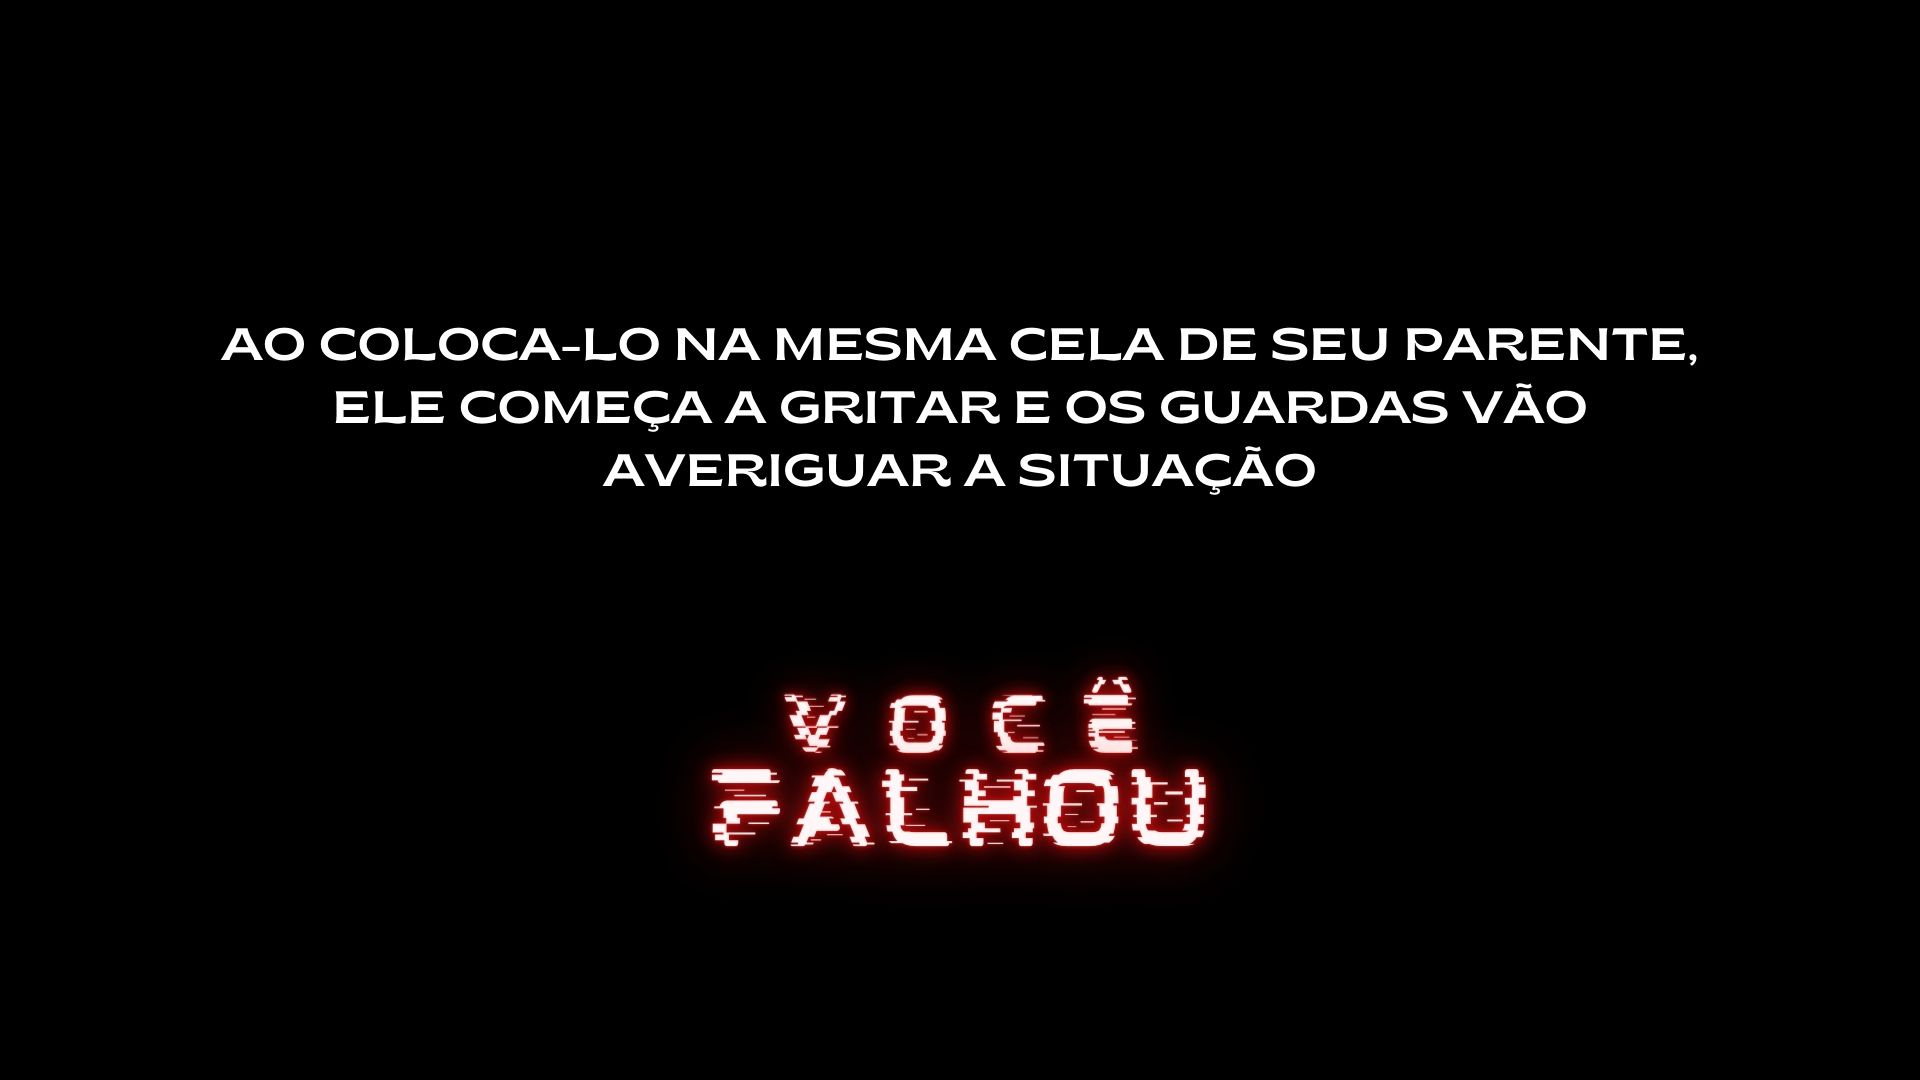 AO COLOCA-LO NA MESMA CELA DE SEU PARENTE,
ELE COMEÇA A GRITAR E OS GUARDAS VÃO
AVERIGUAR A SITUAÇÃO
VOCÊ
FALHOU